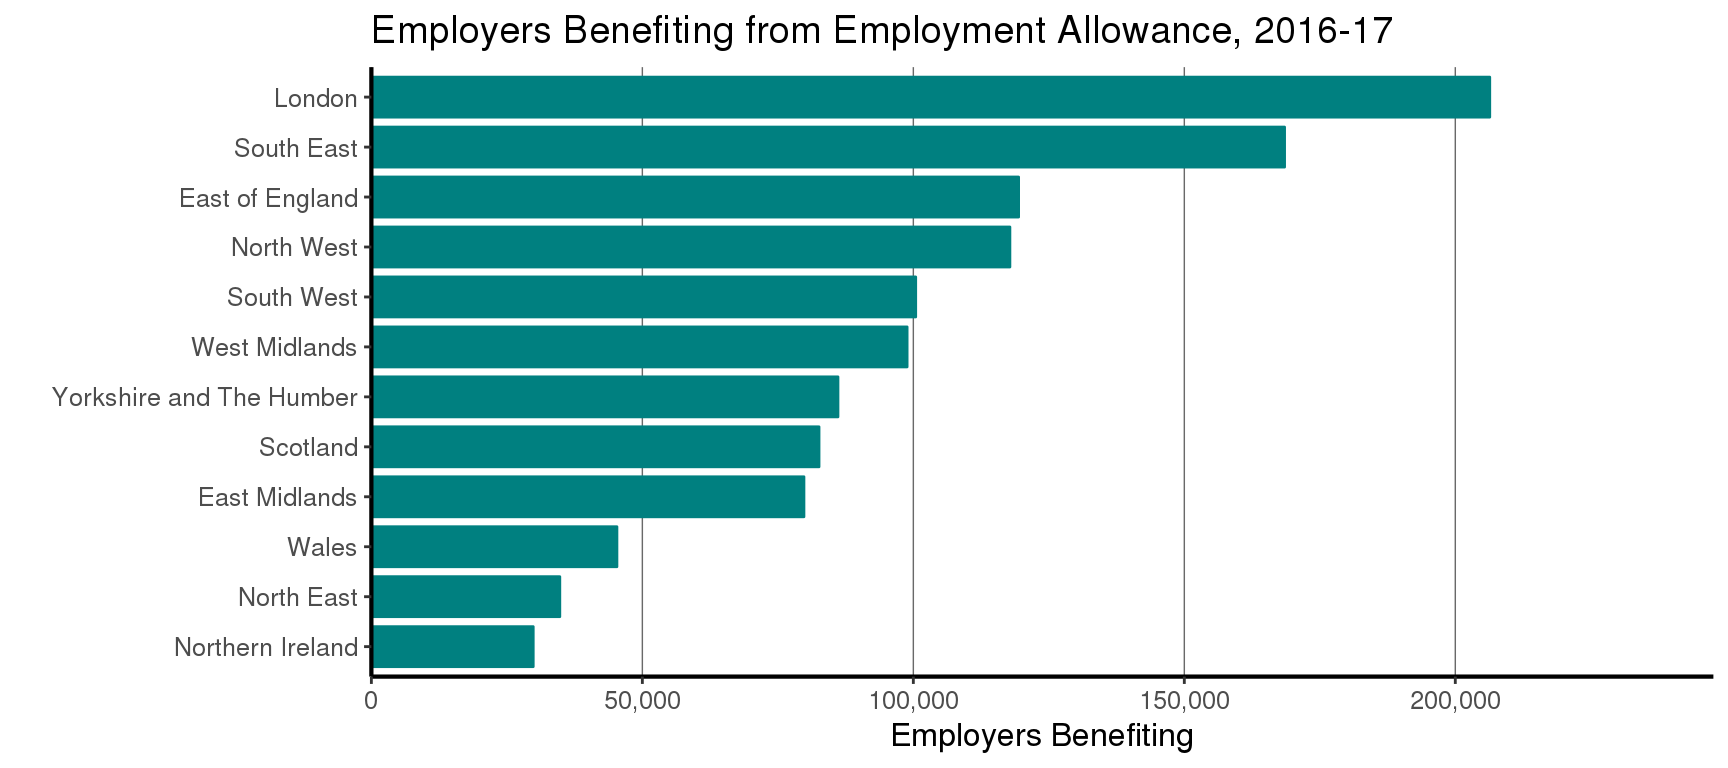 Employers Benefiting from Employment Allowance, 2016-17
London
South East
East of England
North West
South West
West Midlands
Yorkshire and The Humber
Scotland
East Midlands
Wales
North East
Northern Ireland
0 50,000 100,000 150,000 200,000
Employers Benefiting